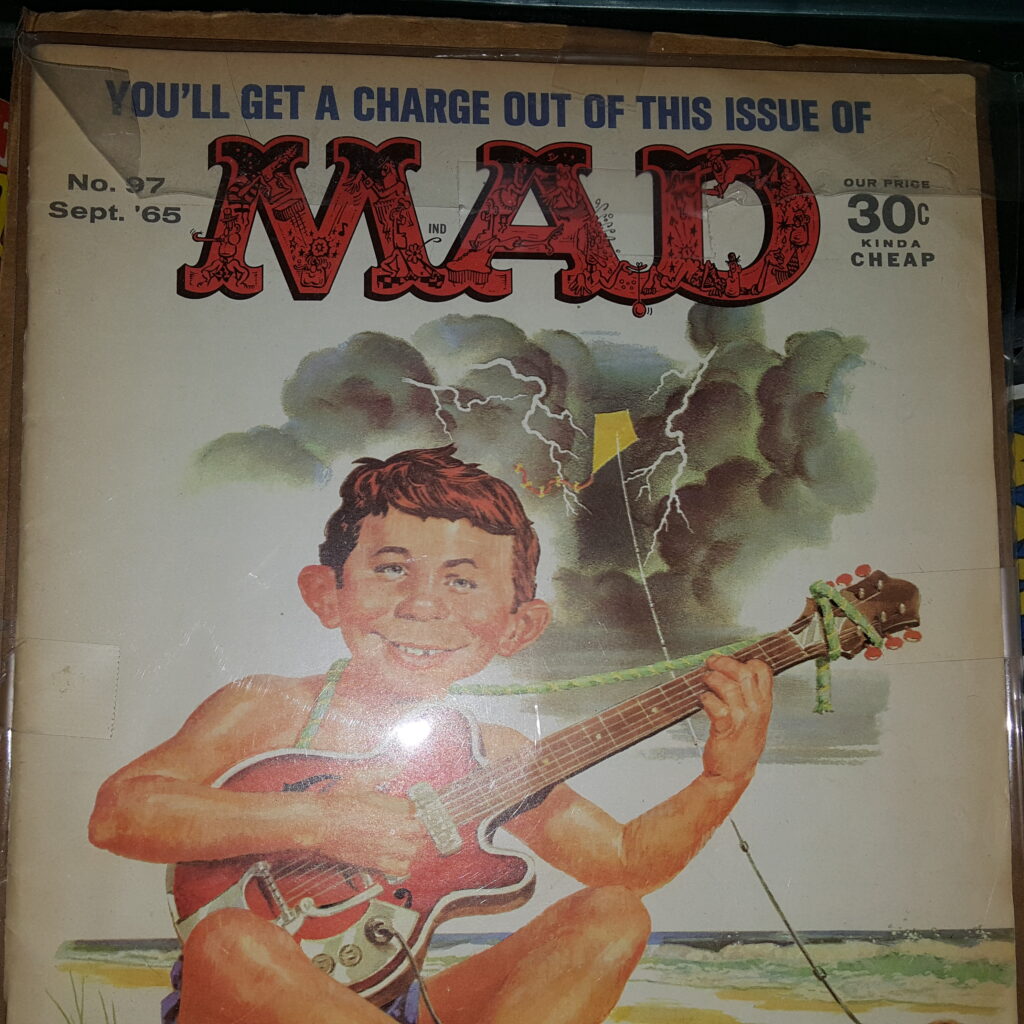 YOU'LL GET A CHARGE OUT OF THIS ISSUE OF
MAD
IND
No. 97
Sept. '65
OUR PRICE
30c
KINDA
CHEAP